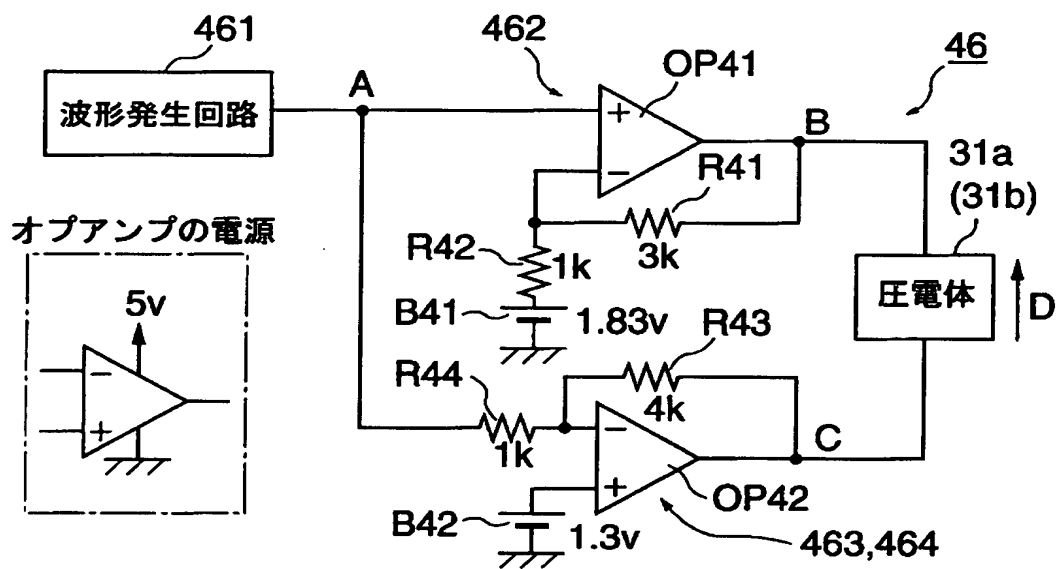 461
波形発生回路
A
462
OP41
+
−
B
46
R41
3k
R42
1k
B41
1.83v
31a
(31b)
圧電体
D
オプアンプの電源
5v
−
+
R43
4k
R44
1k
−
+
C
OP42
B42
1.3v
463,464